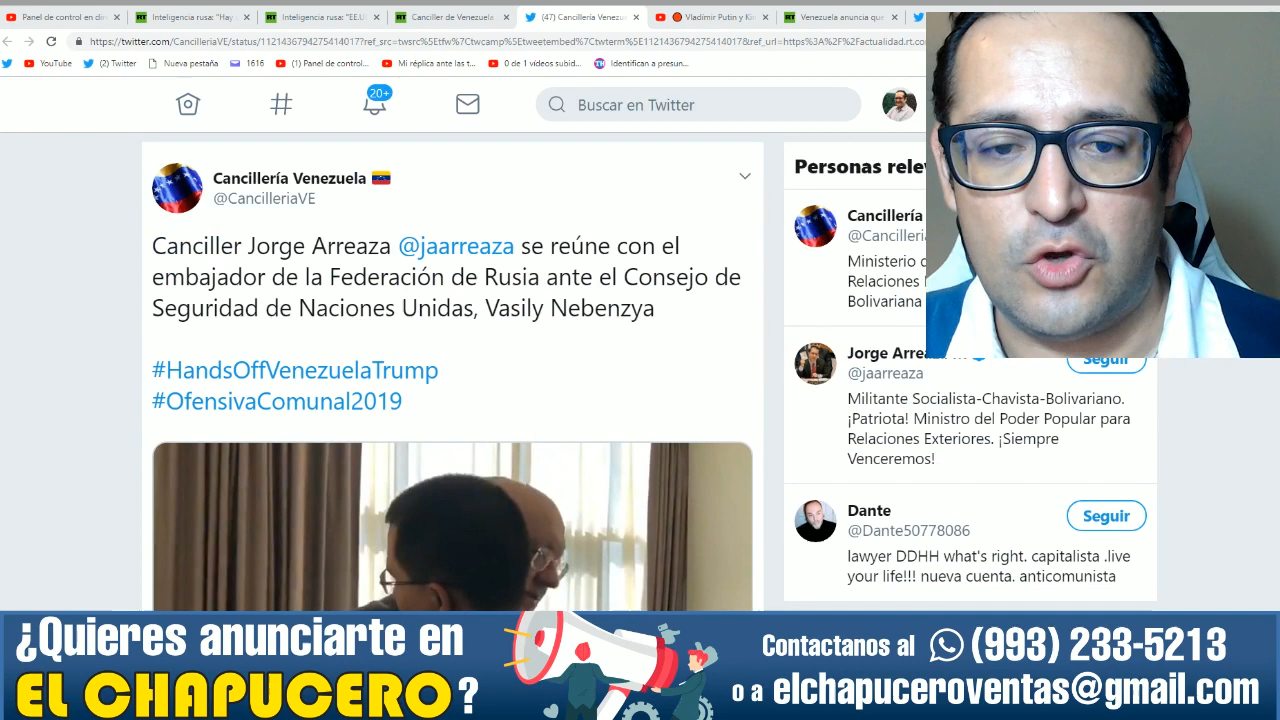 Panel de control en direc
Inteligencia rusa: "Hay
Inteligencia rusa: "EE.U
Canciller de Venezuela
(47) Cancillería Venezue
Vladimir Putin y Ki
Venezuela anuncia que
https://twitter.com/CancilleriaVE/status/1121436794275414017?ref_src=twsrc%5Etfw%7Ctwcamp%5Etweetembed%7Ctwterm%5E1121436794275414017&ref_url=https%3A%2F%2Factualidad.rt.co
YouTube
(2) Twitter
Nueva pestaña
1616
(1) Panel de control...
Mi réplica ante las t...
0 de 1 vídeos subid...
Identifican a presun...
20+
Buscar en Twitter
Cancillería Venezuela
@CancilleriaVE
Canciller Jorge Arreaza @jaarreaza se reúne con el
embajador de la Federación de Rusia ante el Consejo de
Seguridad de Naciones Unidas, Vasily Nebenzya
#HandsOffVenezuelaTrump
#OfensivaComunal2019
Personas rele
Cancillería
@Cancilleri
Ministerio
Relaciones
Bolivariana
Jorge Arre
@jaarreaza
Seguir
Militante Socialista-Chavista-Bolivariano.
¡Patriota! Ministro del Poder Popular para
Relaciones Exteriores. ¡Siempre
Venceremos!
Dante
@Dante50778086
Seguir
lawyer DDHH what's right. capitalista .live
your life!!! nueva cuenta. anticomunista
¿Quieres anunciarte en
EL CHAPUCERO?
Contactanos al (993) 233-5213
o a elchapuceroventas@gmail.com